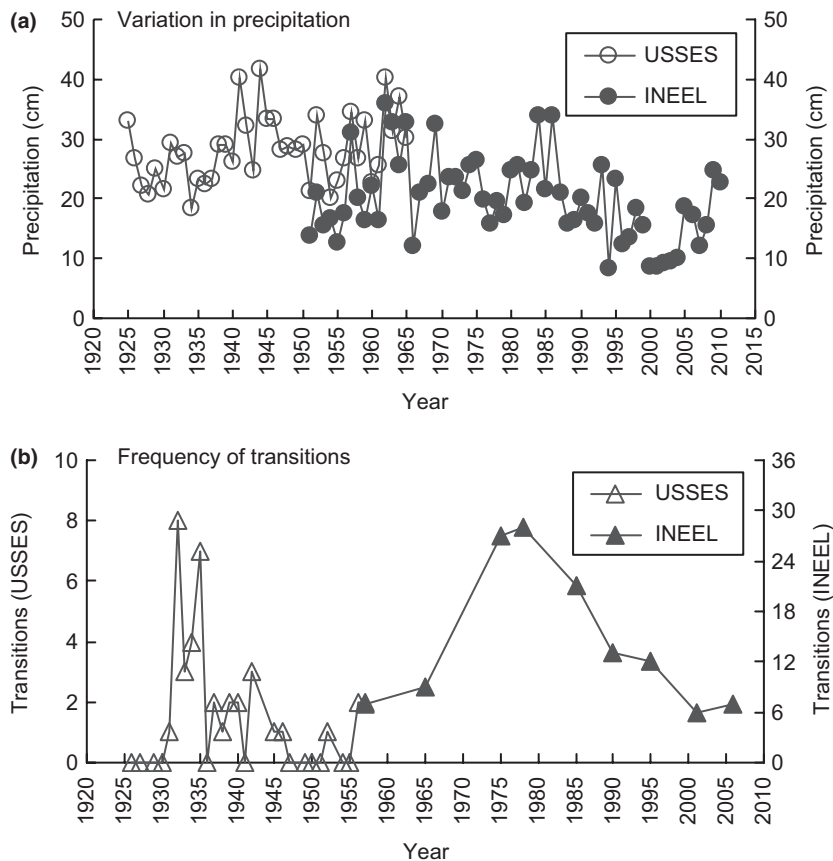 (a) Variation in precipitation
USSES
INEEL
Precipitation (cm)
50
40
30
20
10
0
Precipitation (cm)
50
40
30
20
10
0
1920 1925 1930 1935 1940 1945 1950 1955 1960 1965 1970 1975 1980 1985 1990 1995 2000 2005 2010 2015
Year
(b) Frequency of transitions
USSES
INEEL
Transitions (USSES)
10
8
6
4
2
0
Transitions (INEEL)
36
30
24
18
12
6
0
1920 1925 1930 1935 1940 1945 1950 1955 1960 1965 1970 1975 1980 1985 1990 1995 2000 2005 2010
Year